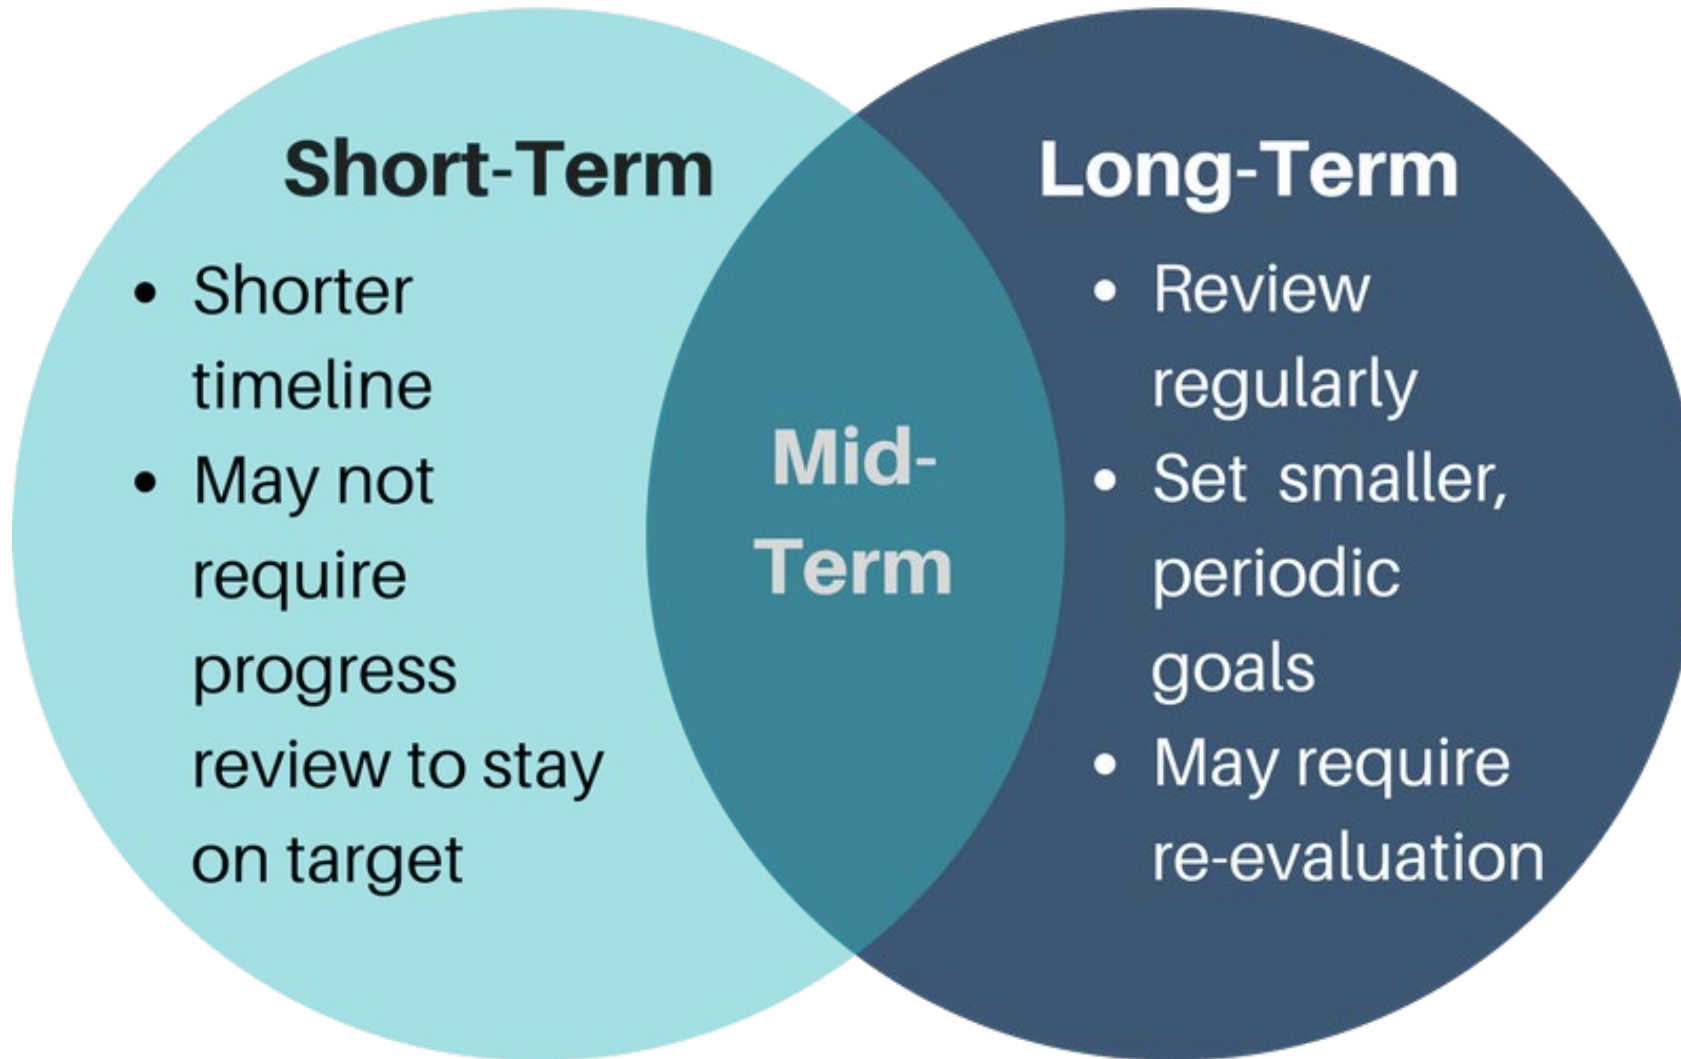 Short-Term
• Shorter
timeline
• May not
require
progress
review to stay
on target
Mid-
Term
Long-Term
• Review
regularly
• Set smaller,
periodic
goals
• May require
re-evaluation